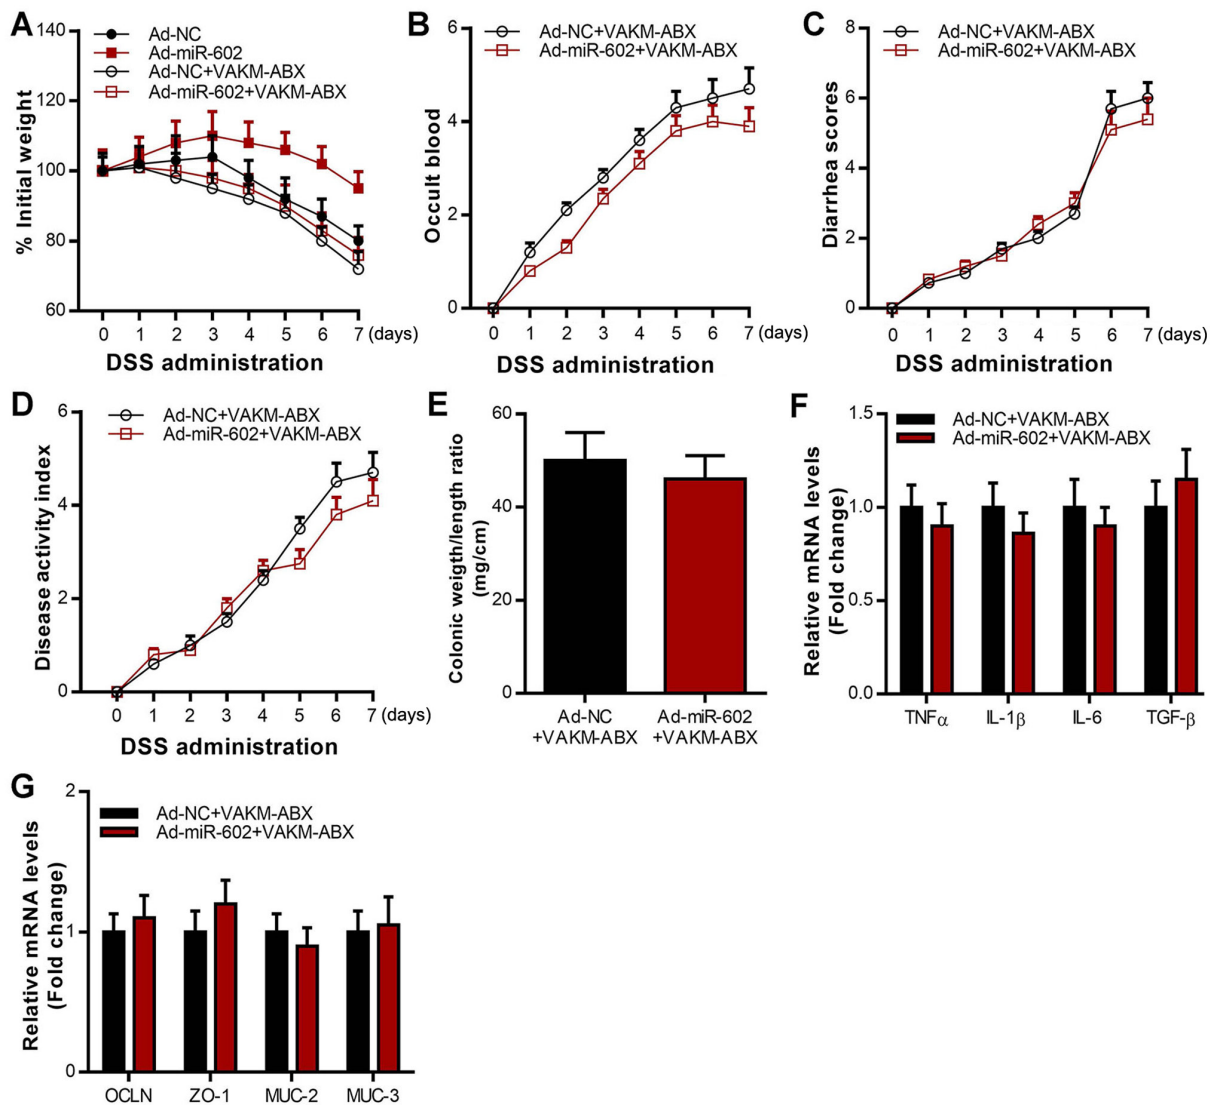 A
140
120
100
80
60
% Initial weight
Ad-NC
Ad-miR-602
Ad-NC+VAKM-ABX
Ad-miR-602+VAKM-ABX
0 1 2 3 4 5 6 7 (days)
DSS administration
B
6
4
2
0
Occult blood
Ad-NC+VAKM-ABX
Ad-miR-602+VAKM-ABX
0 1 2 3 4 5 6 7 (days)
DSS administration
C
8
6
4
2
0
Diarrhea scores
Ad-NC+VAKM-ABX
Ad-miR-602+VAKM-ABX
0 1 2 3 4 5 6 7 (days)
DSS administration
D
6
4
2
0
Disease activity index
Ad-NC+VAKM-ABX
Ad-miR-602+VAKM-ABX
0 1 2 3 4 5 6 7 (days)
DSS administration
E
60
40
20
0
Colonic weigth/length ratio
(mg/cm)
Ad-NC
+VAKM-ABX
Ad-miR-602
+VAKM-ABX
F
1.5
1.0
0.5
0.0
Relative mRNA levels
(Fold change)
Ad-NC+VAKM-ABX
Ad-miR-602+VAKM-ABX
TNFα IL-1β IL-6 TGF-β
G
2
1
0
Relative mRNA levels
(Fold change)
Ad-NC+VAKM-ABX
Ad-miR-602+VAKM-ABX
OCLN ZO-1 MUC-2 MUC-3